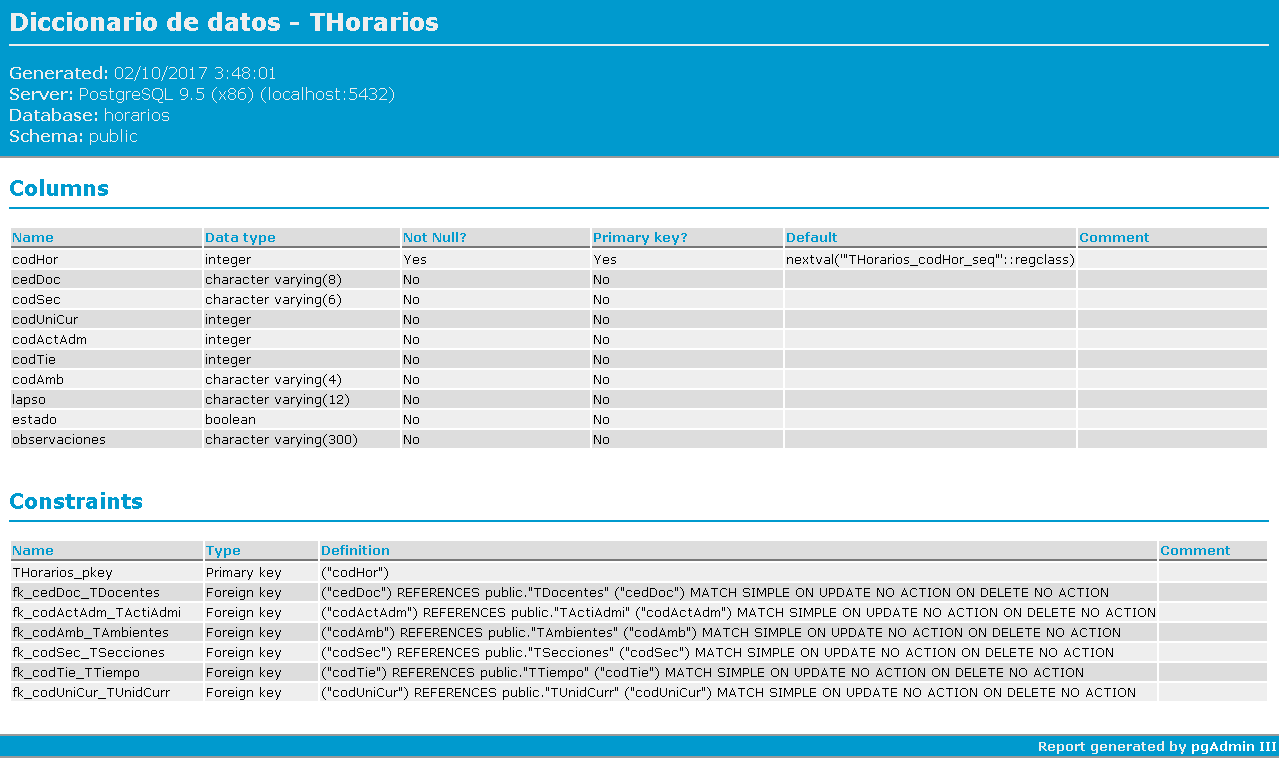 Diccionario de datos - THorarios
Generated: 02/10/2017 3:48:01
Server: PostgreSQL 9.5 (x86) (localhost:5432)
Database: horarios
Schema: public
Columns
Name Data type Not Null? Primary key? Default Comment
codHor integer Yes Yes nextval('"THorarios_codHor_seq"'::regclass)
cedDoc character varying(8) No No
codSec character varying(6) No No
codUniCur integer No No
codActAdm integer No No
codTie integer No No
codAmb character varying(4) No No
lapso character varying(12) No No
estado boolean No No
observaciones character varying(300) No No
Constraints
Name Type Definition Comment
THorarios_pkey Primary key ("codHor")
fk_cedDoc_TDocentes Foreign key ("cedDoc") REFERENCES public."TDocentes" ("cedDoc") MATCH SIMPLE ON UPDATE NO ACTION ON DELETE NO ACTION
fk_codActAdm_TActiAdmi Foreign key ("codActAdm") REFERENCES public."TActiAdmi" ("codActAdm") MATCH SIMPLE ON UPDATE NO ACTION ON DELETE NO ACTION
fk_codAmb_TAmbientes Foreign key ("codAmb") REFERENCES public."TAmbientes" ("codAmb") MATCH SIMPLE ON UPDATE NO ACTION ON DELETE NO ACTION
fk_codSec_TSecciones Foreign key ("codSec") REFERENCES public."TSecciones" ("codSec") MATCH SIMPLE ON UPDATE NO ACTION ON DELETE NO ACTION
fk_codTie_TTiempo Foreign key ("codTie") REFERENCES public."TTiempo" ("codTie") MATCH SIMPLE ON UPDATE NO ACTION ON DELETE NO ACTION
fk_codUniCur_TUnidCurr Foreign key ("codUniCur") REFERENCES public."TUnidCurr" ("codUniCur") MATCH SIMPLE ON UPDATE NO ACTION ON DELETE NO ACTION
Report generated by pgAdmin III